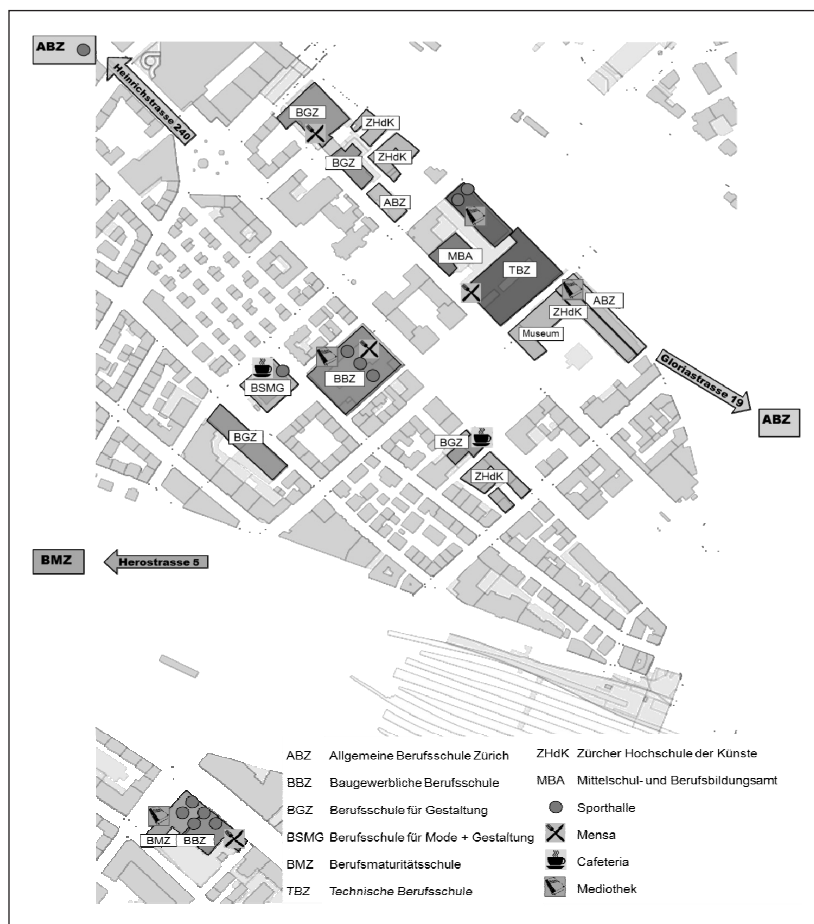 ABZ
Heinrichstrasse 240
BGZ
ZHdK
BGZ
ZHdK
ABZ
MBA
TBZ
ABZ
ZHdK
Museum
BBZ
BSMG
Gloriastrasse 19
ABZ
BGZ
BGZ
ZHdK
BMZ
Herostrasse 5
BMZ
BBZ
ABZ Allgemeine Berufsschule Zürich
BBZ Baugewerbliche Berufsschule
BGZ Berufsschule für Gestaltung
BSMG Berufsschule für Mode + Gestaltung
BMZ Berufsmaturitätsschule
TBZ Technische Berufsschule
ZHdK Zürcher Hochschule der Künste
MBA Mittelschul- und Berufsbildungsamt
Sporthalle
Mensa
Cafeteria
Mediothek